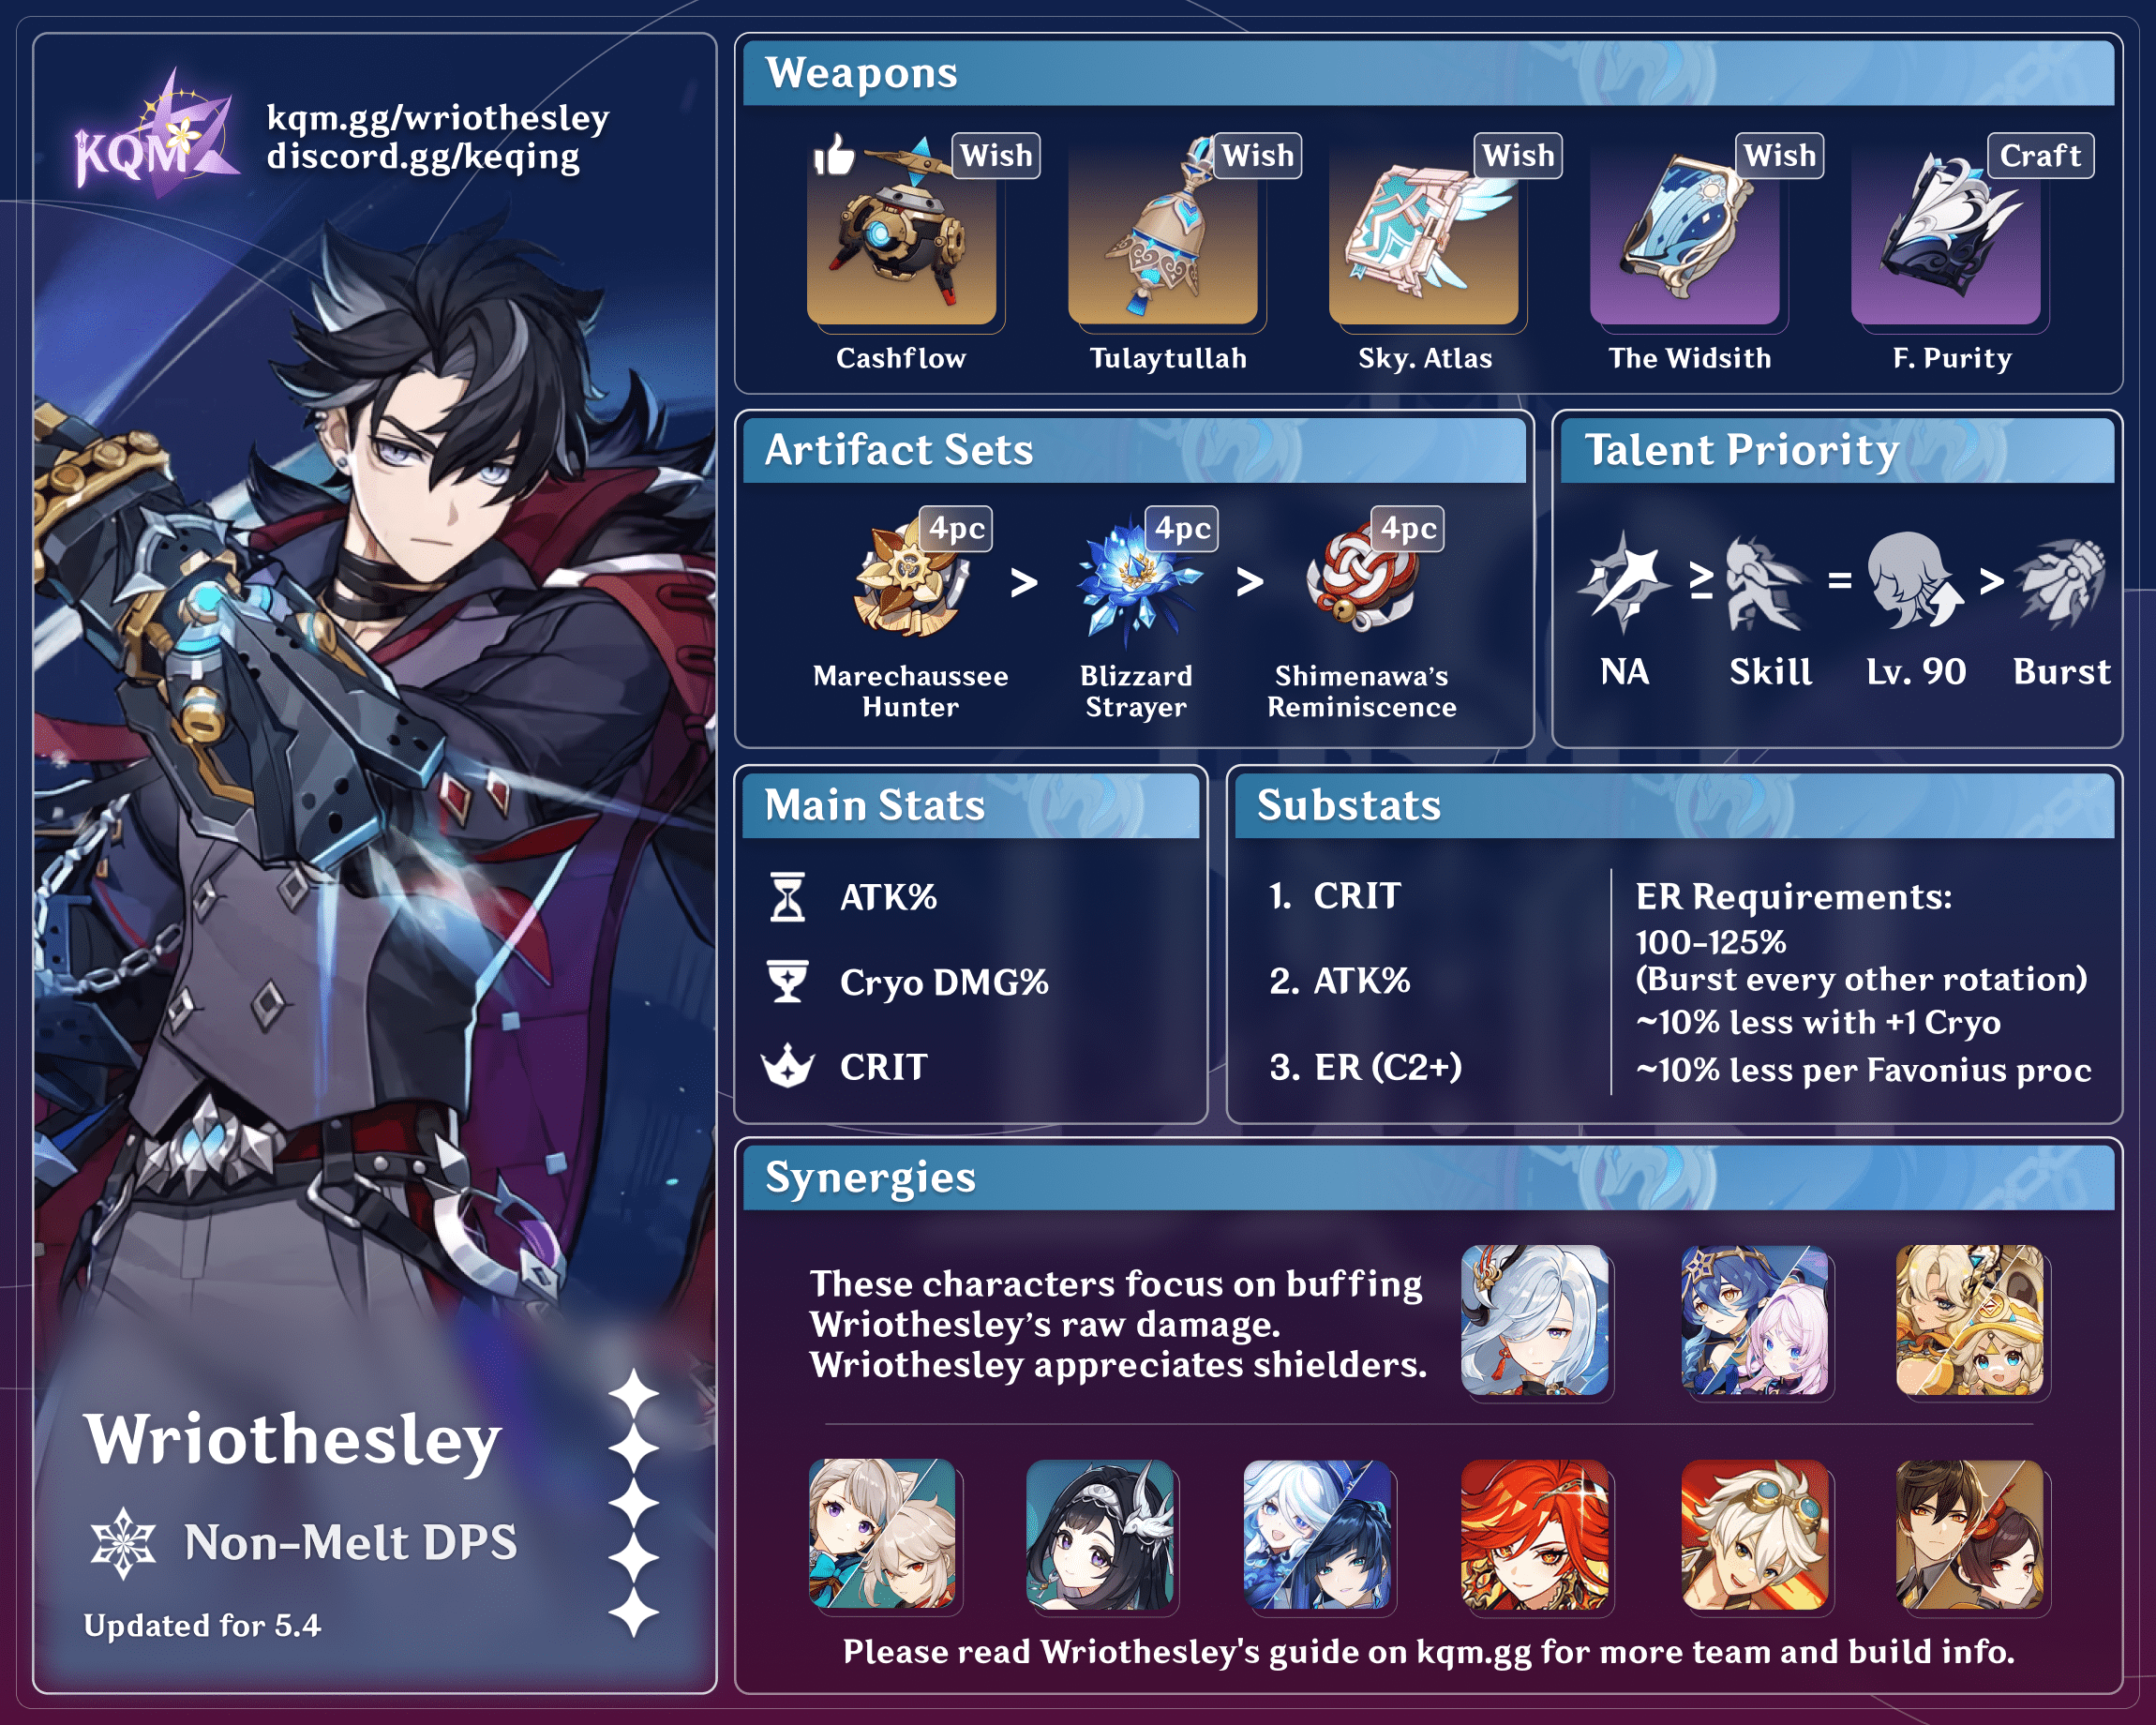 KQM
kqm.gg/wriothesley
discord.gg/keqing
Wriothesley
Non-Melt DPS
Updated for 5.4
Weapons
Wish
Wish
Wish
Wish
Craft
Cashflow
Tulaytullah
Sky. Atlas
The Widsith
F. Purity
Artifact Sets
4pc
>
4pc
>
4pc
Marechaussee
Hunter
Blizzard
Strayer
Shimenawa's
Reminiscence
Talent Priority
≥
=
>
NA
Skill
Lv. 90
Burst
Main Stats
ATK%
Cryo DMG%
CRIT
Substats
1. CRIT
2. ATK%
3. ER (C2+)
ER Requirements:
100-125%
(Burst every other rotation)
~10% less with +1 Cryo
~10% less per Favonius proc
Synergies
These characters focus on buffing
Wriothesley's raw damage.
Wriothesley appreciates shielders.
Please read Wriothesley's guide on kqm.gg for more team and build info.